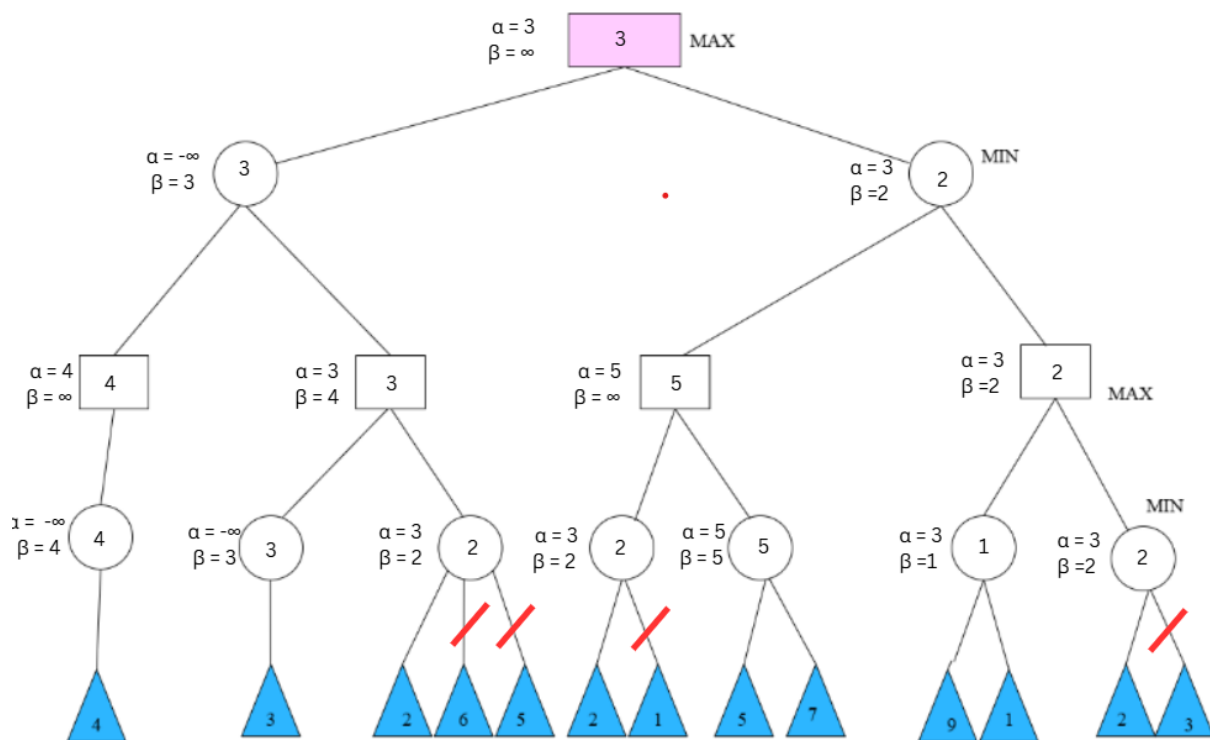 α = 3
β = ∞
3
MAX
α = -∞
β = 3
3
α = 3
β =2
2
MIN
α = 4
β = ∞
4
α = 3
β = 4
3
α = 5
β = ∞
5
α = 3
β =2
2
MAX
α = -∞
β = 4
4
α = -∞
β = 3
3
α = 3
β = 2
2
α = 3
β = 2
2
α = 5
β = 5
5
α = 3
β =1
1
α = 3
β =2
2
MIN
4
3
2
6
5
2
1
5
7
9
1
2
3